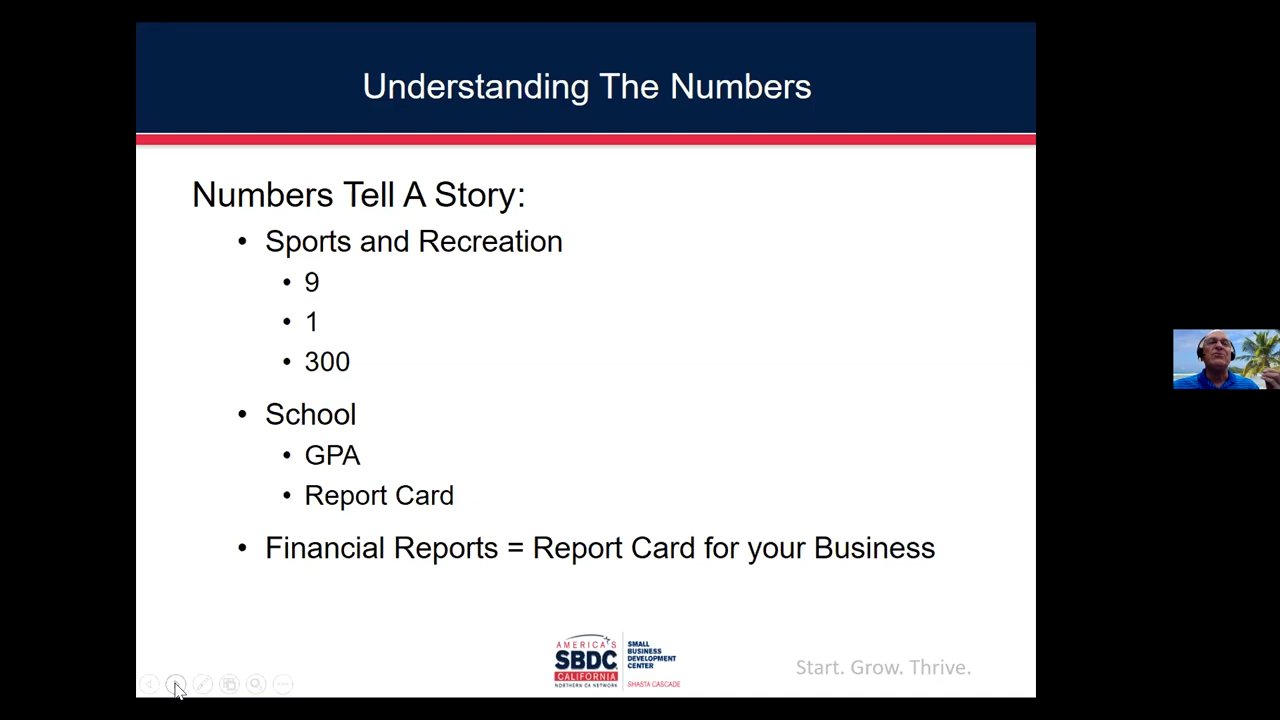 Understanding The Numbers
Numbers Tell A Story:
• Sports and Recreation
• 9
• 1
• 300
• School
• GPA
• Report Card
• Financial Reports = Report Card for your Business
AMERICA'S
SBDC
CALIFORNIA
NORTHERN CA NETWORK
SMALL
BUSINESS
DEVELOPMENT
CENTER
SHASTA CASCADE
Start. Grow. Thrive.